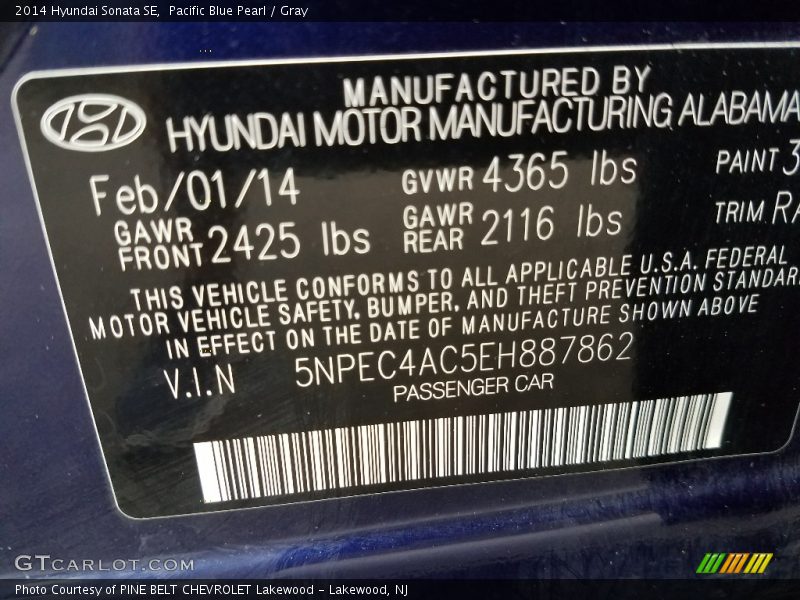 2014 Hyundai Sonata SE, Pacific Blue Pearl / Gray
MANUFACTURED BY
HYUNDAI MOTOR MANUFACTURING ALABAMA
Feb/01/14 GVWR 4365 lbs PAINT 3
GAWR FRONT 2425 lbs GAWR REAR 2116 lbs TRIM RA
THIS VEHICLE CONFORMS TO ALL APPLICABLE U.S.A. FEDERAL
MOTOR VEHICLE SAFETY, BUMPER, AND THEFT PREVENTION STANDAR
IN EFFECT ON THE DATE OF MANUFACTURE SHOWN ABOVE
V.I.N 5NPEC4AC5EH887862
PASSENGER CAR
GTCARLOT.COM
Photo Courtesy of PINE BELT CHEVROLET Lakewood - Lakewood, NJ